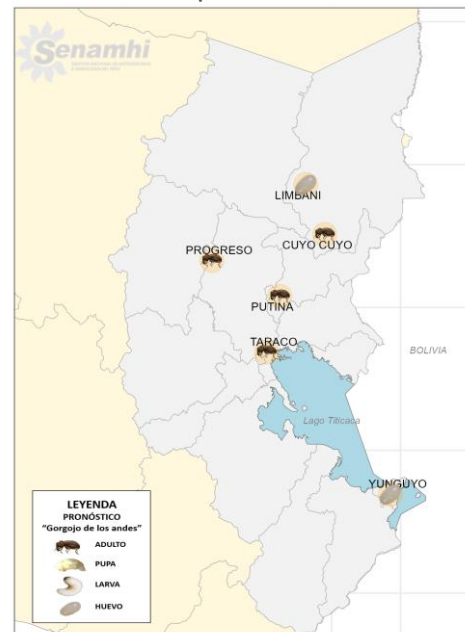 Senamhi
LIMBANI
CUYO CUYO
PROGRESO
PUTINA
TARACO
BOLIVIA
Lago Titicaca
YUNGUYO
LEYENDA
PRONÓSTICO
"Gorgojo de los andes"
ADULTO
PUPA
LARVA
HUEVO